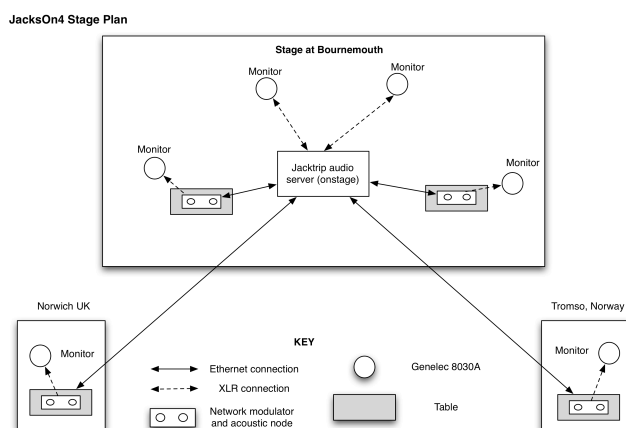 JacksOn4 Stage Plan
Stage at Bournemouth
Monitor
Monitor
Monitor
Jacktrip audio
server (onstage)
Monitor
Norwich UK
Tromso, Norway
Monitor
KEY
Monitor
Ethernet connection
Genelec 8030A
XLR connection
Network modulator
and acoustic node
Table